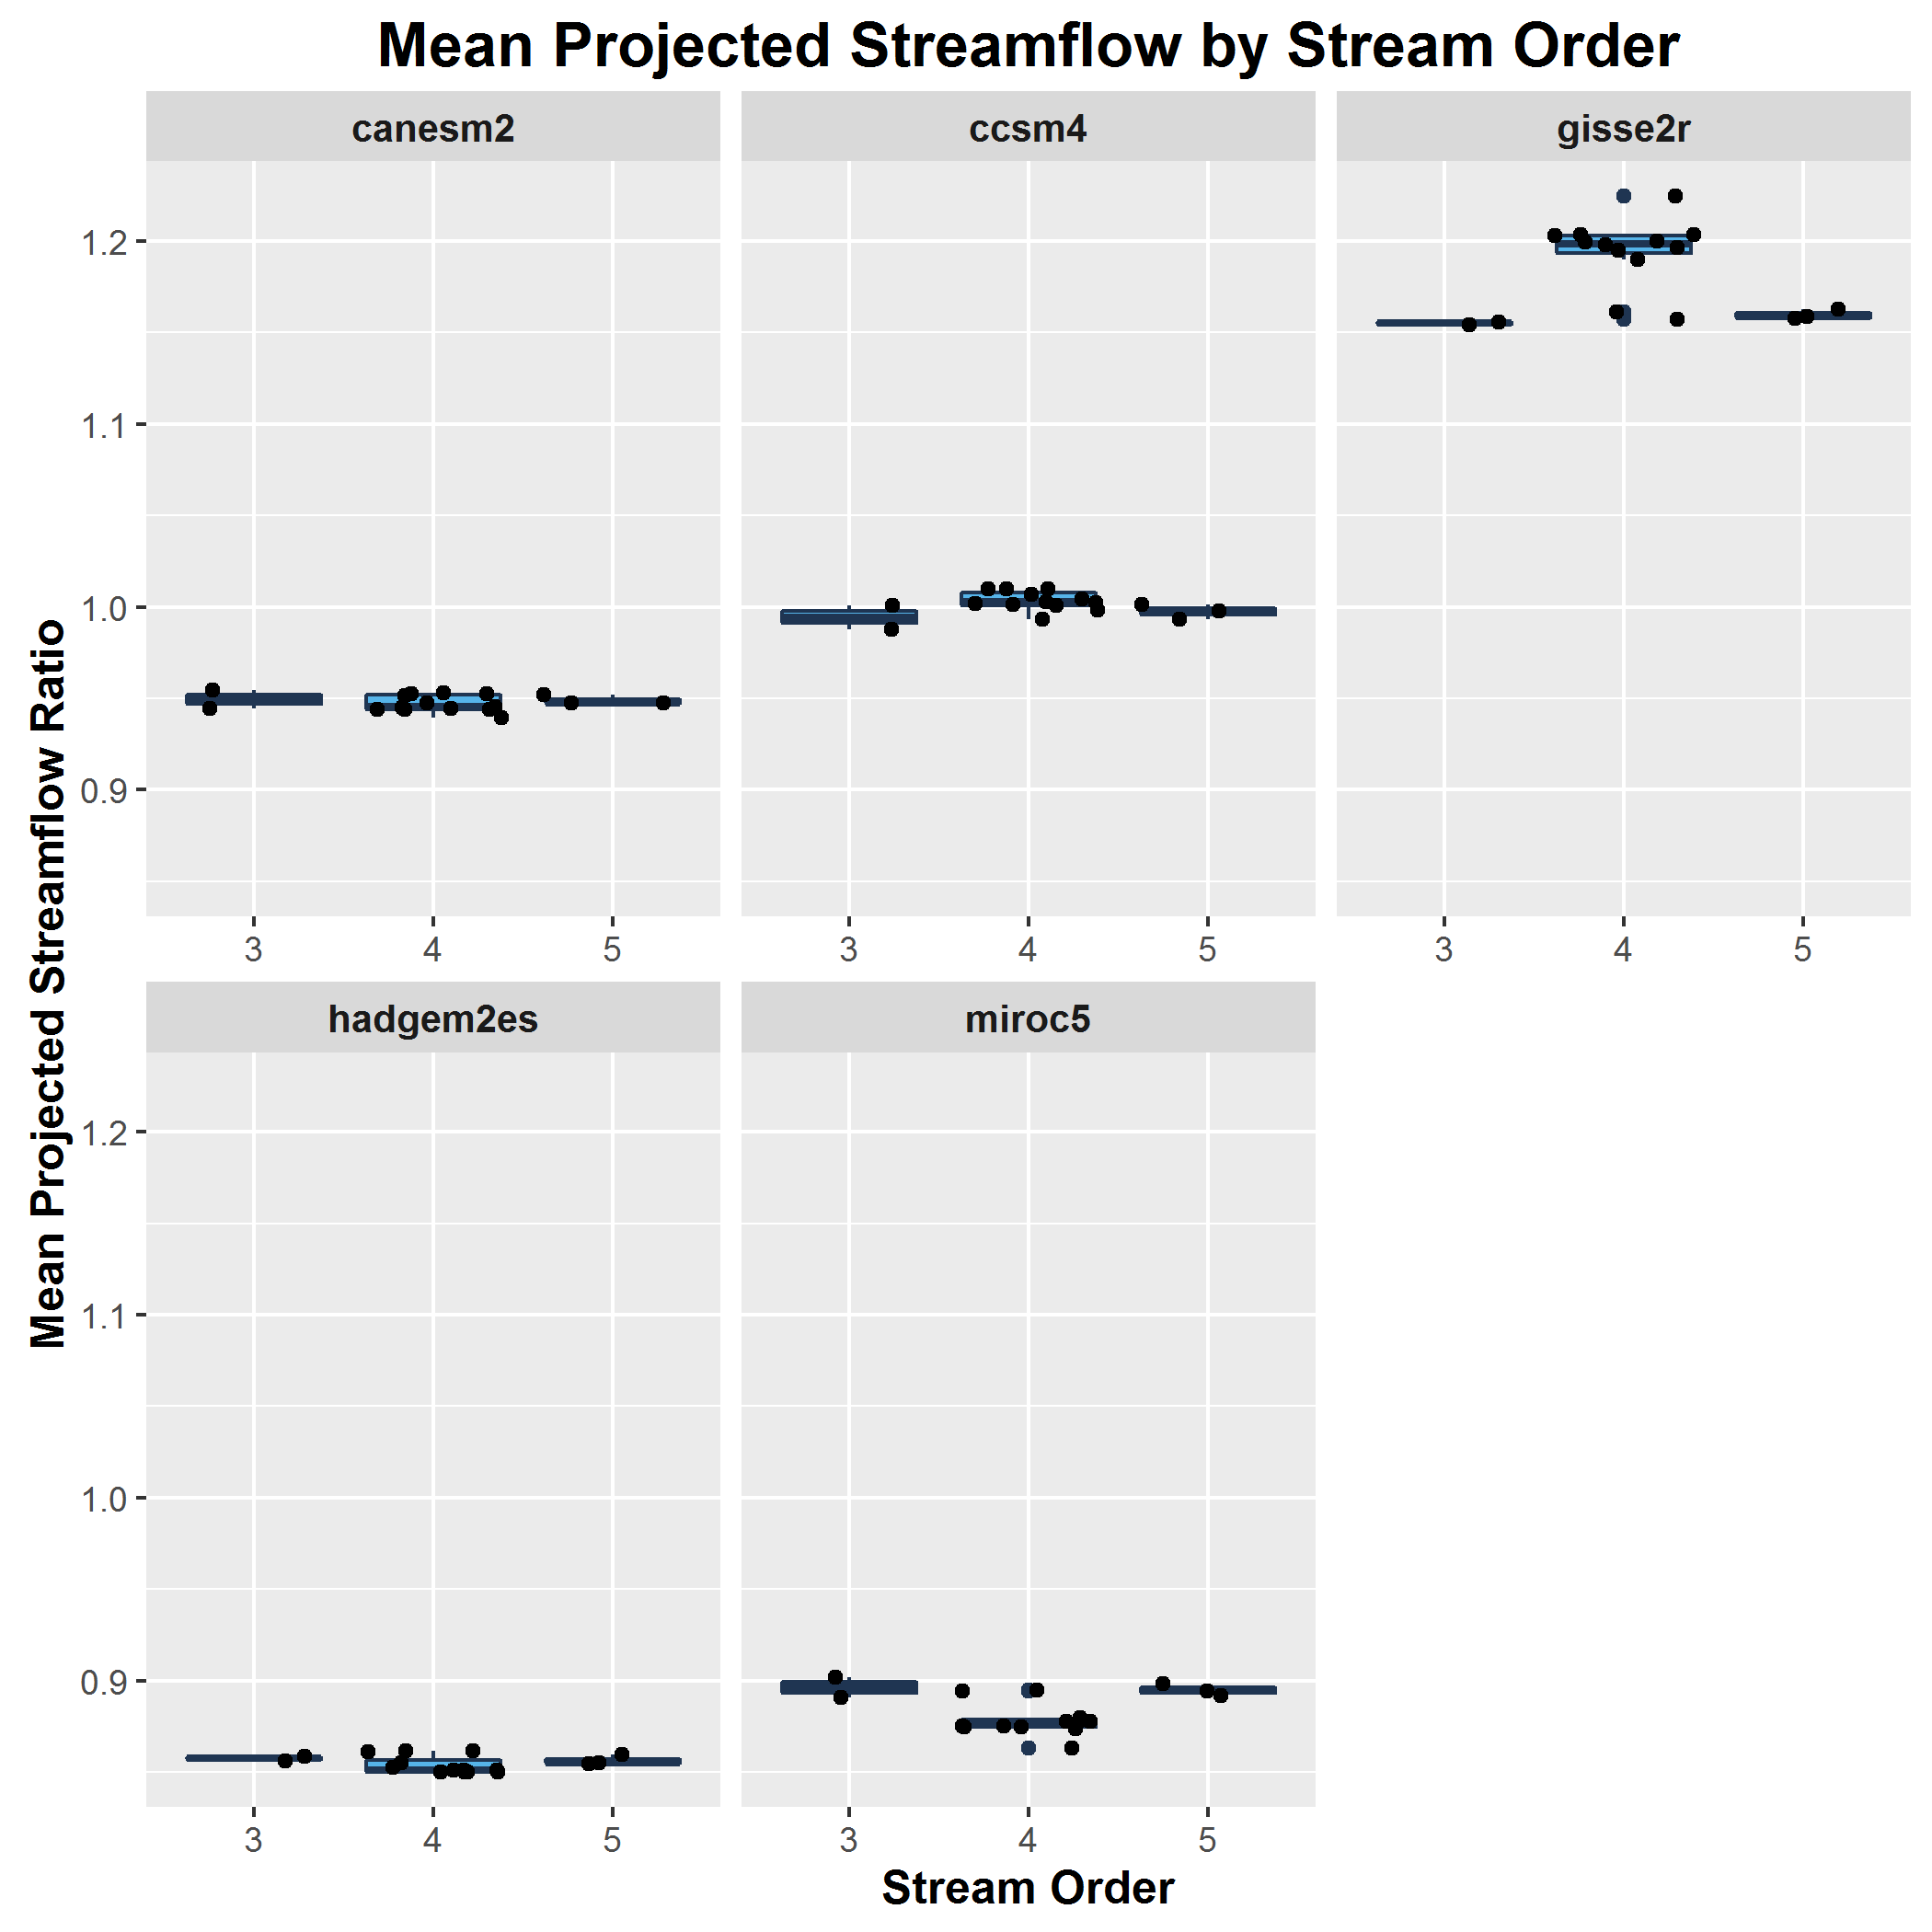 Mean Projected Streamflow by Stream Order
canesm2
ccsm4
gisse2r
1.2
1.1
1.0
0.9
3 4 5
3 4 5
3 4 5
Mean Projected Streamflow Ratio
hadgem2es
miroc5
1.2
1.1
1.0
0.9
3 4 5
3 4 5
Stream Order